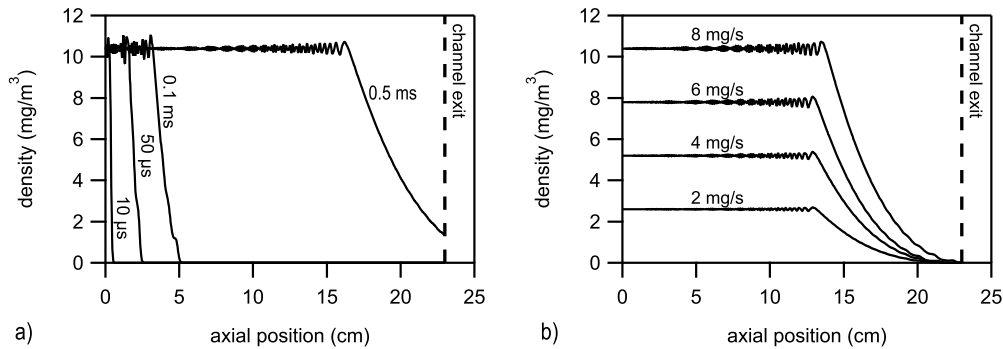 12
10
8
6
4
2
0
density (mg/m³)
0.1 ms
50 µs
10 µs
0.5 ms
channel exit
0 5 10 15 20 25
a) axial position (cm)
12
10
8
6
4
2
0
density (mg/m³)
8 mg/s
6 mg/s
4 mg/s
2 mg/s
channel exit
0 5 10 15 20 25
b) axial position (cm)